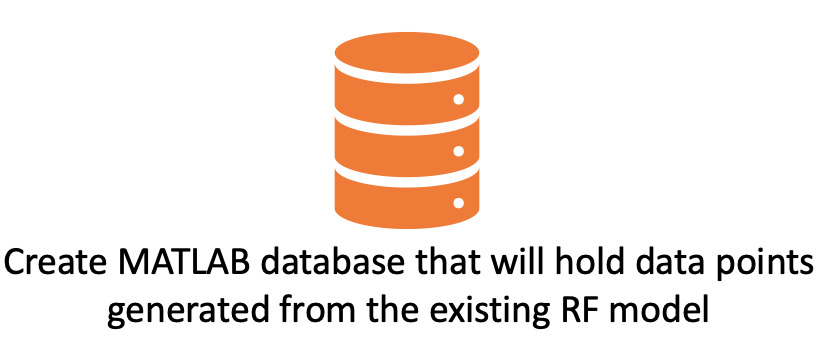 Create MATLAB database that will hold data points
generated from the existing RF model